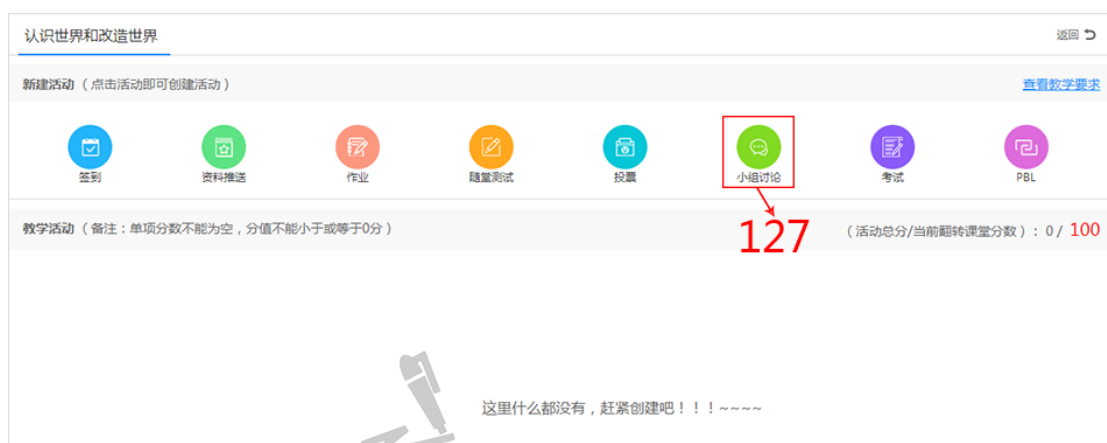 认识世界和改造世界 返回
新建活动（点击活动即可创建活动） 查看教学要求
签到 资料推送 作业 随堂测试 投票 小组讨论 考试 PBL
127
教学活动（备注：单项分数不能为空，分值不能小于或等于0分） （活动总分/当前翻转课堂分数）：0 / 100
这里什么都没有，赶紧创建吧！！！~~~~